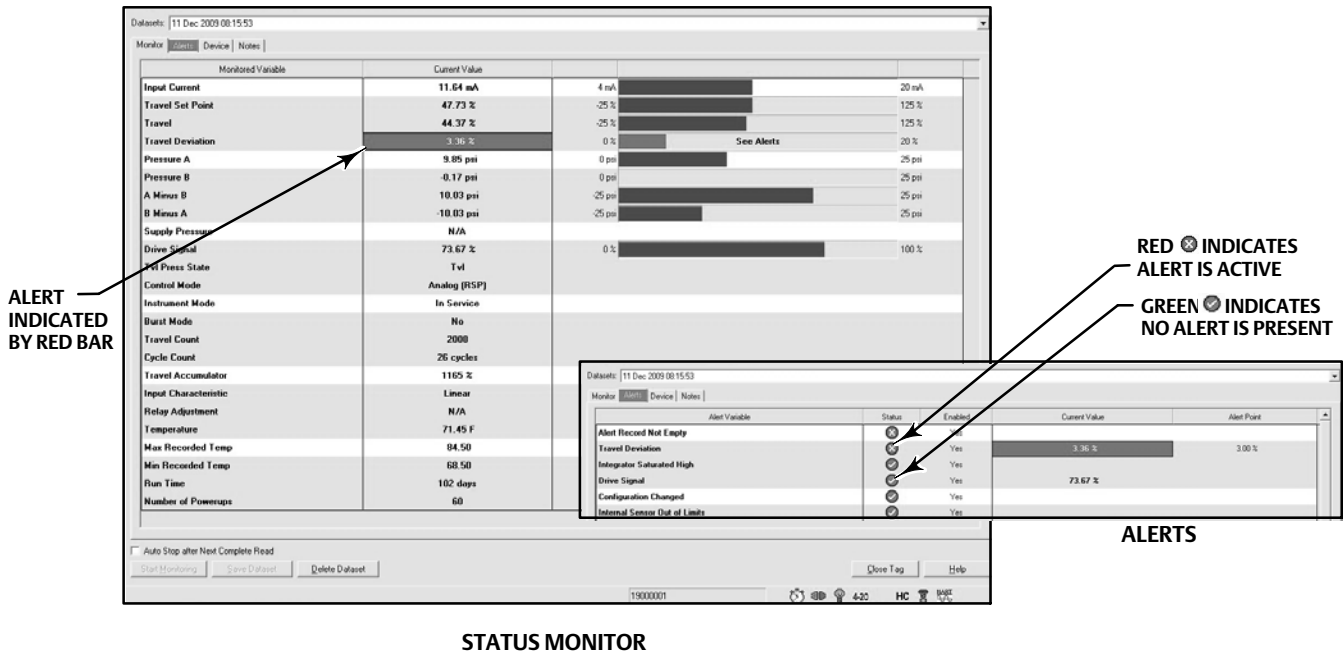 Datasets: 11 Dec 2009 08:15:53
Monitor Alerts Device Notes
Monitored Variable Current Value
Input Current 11.64 mA 4 mA 20 mA
Travel Set Point 47.73 % -25 % 125 %
Travel 44.37 % -25 % 125 %
Travel Deviation 3.36 % 0 % See Alerts 20 %
Pressure A 9.85 psi 0 psi 25 psi
Pressure B -0.17 psi 0 psi 25 psi
A Minus B 10.03 psi -25 psi 25 psi
B Minus A -10.03 psi -25 psi 25 psi
Supply Pressure N/A
Drive Signal 73.67 % 0 % 100 %
Tvl Press State Tvl
Control Mode Analog (RSP)
Instrument Mode In Service
Burst Mode No
Travel Count 2000
Cycle Count 26 cycles
Travel Accumulator 1165 %
Input Characteristic Linear
Relay Adjustment N/A
Temperature 71.45 F
Max Recorded Temp 84.50
Min Recorded Temp 68.50
Run Time 102 days
Number of Powerups 60
Auto Stop after Next Complete Read
Start Monitoring Save Dataset Delete Dataset Close Tag Help
19000001 4-20 HC HART
ALERT
INDICATED
BY RED BAR
RED INDICATES
ALERT IS ACTIVE
GREEN INDICATES
NO ALERT IS PRESENT
Datasets: 11 Dec 2009 08:15:53
Monitor Alerts Device Notes
Alert Variable Status Enabled Current Value Alert Point
Alert Record Not Empty Yes
Travel Deviation Yes 3.36 % 3.00 %
Integrator Saturated High Yes
Drive Signal Yes 73.67 %
Configuration Changed Yes
Internal Sensor Out of Limits Yes
ALERTS
STATUS MONITOR